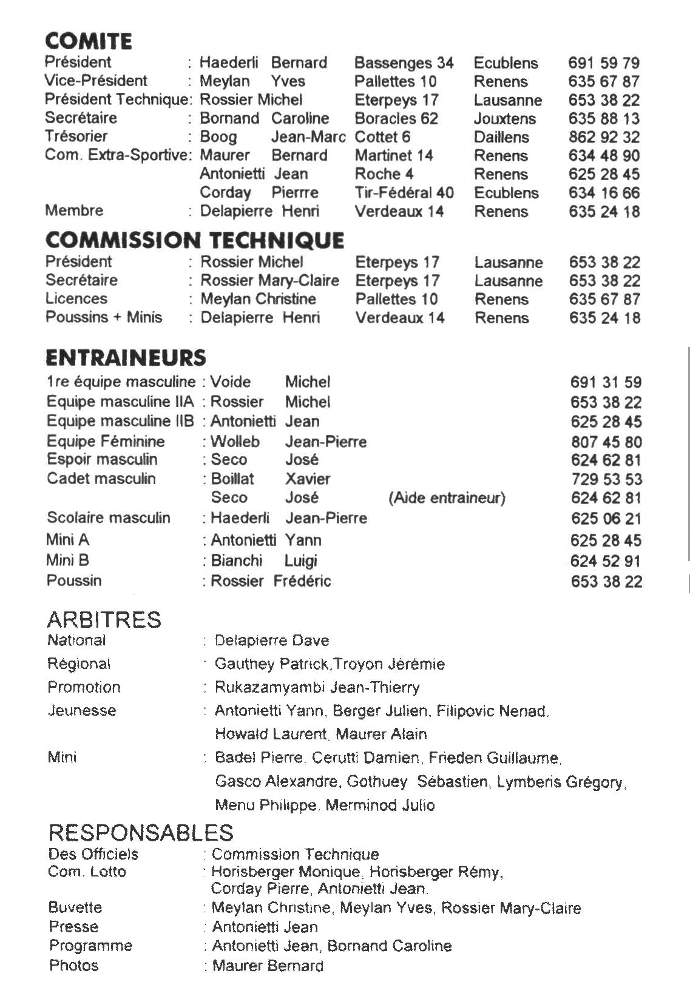 COMITE
Président : Haederli Bernard Bassenges 34 Ecublens 691 59 79
Vice-Président : Meylan Yves Pallettes 10 Renens 635 67 87
Président Technique: Rossier Michel Eterpeys 17 Lausanne 653 38 22
Secrétaire : Bornand Caroline Boracles 62 Jouxtens 635 88 13
Trésorier : Boog Jean-Marc Cottet 6 Daillens 862 92 32
Com. Extra-Sportive: Maurer Bernard Martinet 14 Renens 634 48 90
Antonietti Jean Roche 4 Renens 625 28 45
Corday Pierrre Tir-Fédéral 40 Ecublens 634 16 66
Membre : Delapierre Henri Verdeaux 14 Renens 635 24 18
COMMISSION TECHNIQUE
Président : Rossier Michel Eterpeys 17 Lausanne 653 38 22
Secrétaire : Rossier Mary-Claire Eterpeys 17 Lausanne 653 38 22
Licences : Meylan Christine Pallettes 10 Renens 635 67 87
Poussins + Minis : Delapierre Henri Verdeaux 14 Renens 635 24 18
ENTRAINEURS
1re équipe masculine : Voide Michel 691 31 59
Equipe masculine IIA : Rossier Michel 653 38 22
Equipe masculine IIB : Antonietti Jean 625 28 45
Equipe Féminine : Wolleb Jean-Pierre 807 45 80
Espoir masculin : Seco José 624 62 81
Cadet masculin : Boillat Xavier 729 53 53
Seco José (Aide entraineur) 624 62 81
Scolaire masculin : Haederli Jean-Pierre 625 06 21
Mini A : Antonietti Yann 625 28 45
Mini B : Bianchi Luigi 624 52 91
Poussin : Rossier Frédéric 653 38 22
ARBITRES
National : Delapierre Dave
Régional : Gauthey Patrick,Troyon Jérémie
Promotion : Rukazamyambi Jean-Thierry
Jeunesse : Antonietti Yann, Berger Julien, Filipovic Nenad,
Howald Laurent, Maurer Alain
Mini : Badel Pierre, Cerutti Damien, Frieden Guillaume,
Gasco Alexandre, Gothuey Sébastien, Lymberis Grégory,
Menu Philippe, Merminod Julio
RESPONSABLES
Des Officiels : Commission Technique
Com. Lotto : Horisberger Monique, Horisberger Rémy,
Corday Pierre, Antonietti Jean.
Buvette : Meylan Christine, Meylan Yves, Rossier Mary-Claire
Presse : Antonietti Jean
Programme : Antonietti Jean, Bornand Caroline
Photos : Maurer Bernard